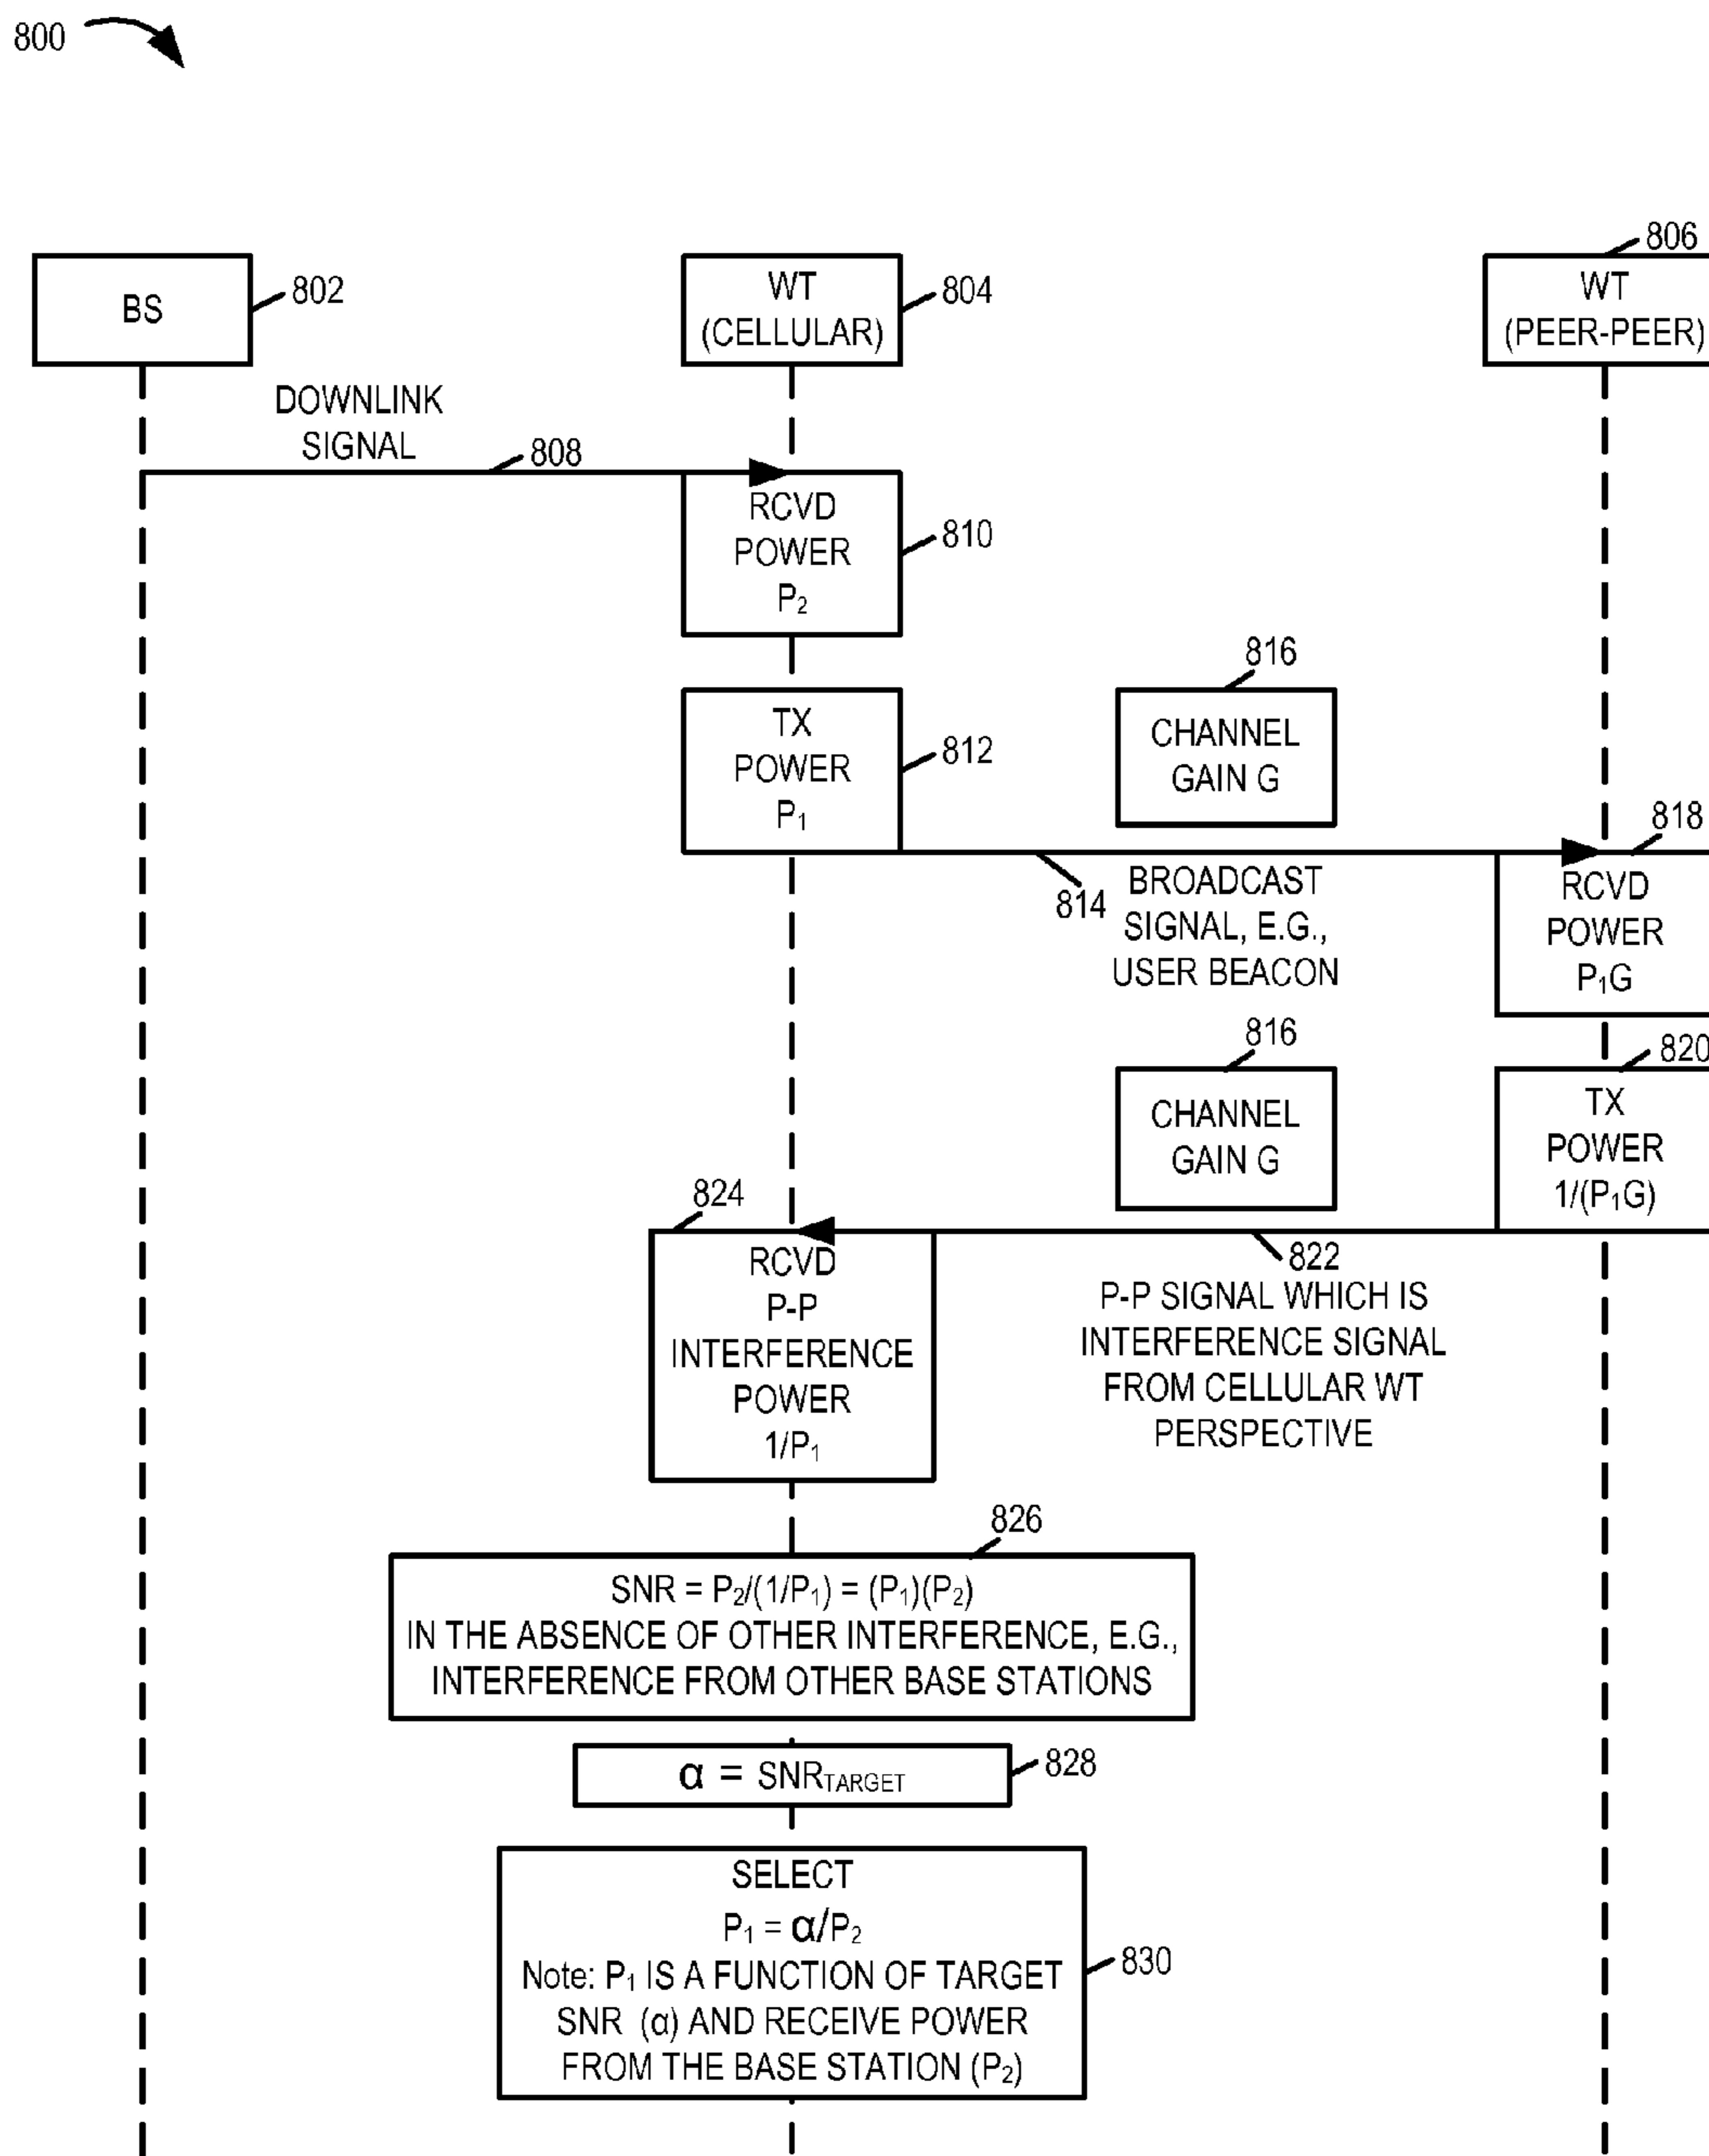 800
806
BS
802
WT
(CELLULAR)
804
WT
(PEER-PEER)
DOWNLINK
SIGNAL
808
RCVD
POWER
P₂
810
816
TX
POWER
P₁
812
CHANNEL
GAIN G
818
814
BROADCAST
SIGNAL, E.G.,
USER BEACON
RCVD
POWER
P₁G
816
820
CHANNEL
GAIN G
TX
POWER
1/(P₁G)
824
822
RCVD
P-P
INTERFERENCE
POWER
1/P₁
P-P SIGNAL WHICH IS
INTERFERENCE SIGNAL
FROM CELLULAR WT
PERSPECTIVE
826
SNR = P₂/(1/P₁) = (P₁)(P₂)
IN THE ABSENCE OF OTHER INTERFERENCE, E.G.,
INTERFERENCE FROM OTHER BASE STATIONS
α = SNR_TARGET
828
SELECT
P₁ = α/P₂
Note: P₁ IS A FUNCTION OF TARGET
SNR (α) AND RECEIVE POWER
FROM THE BASE STATION (P₂)
830